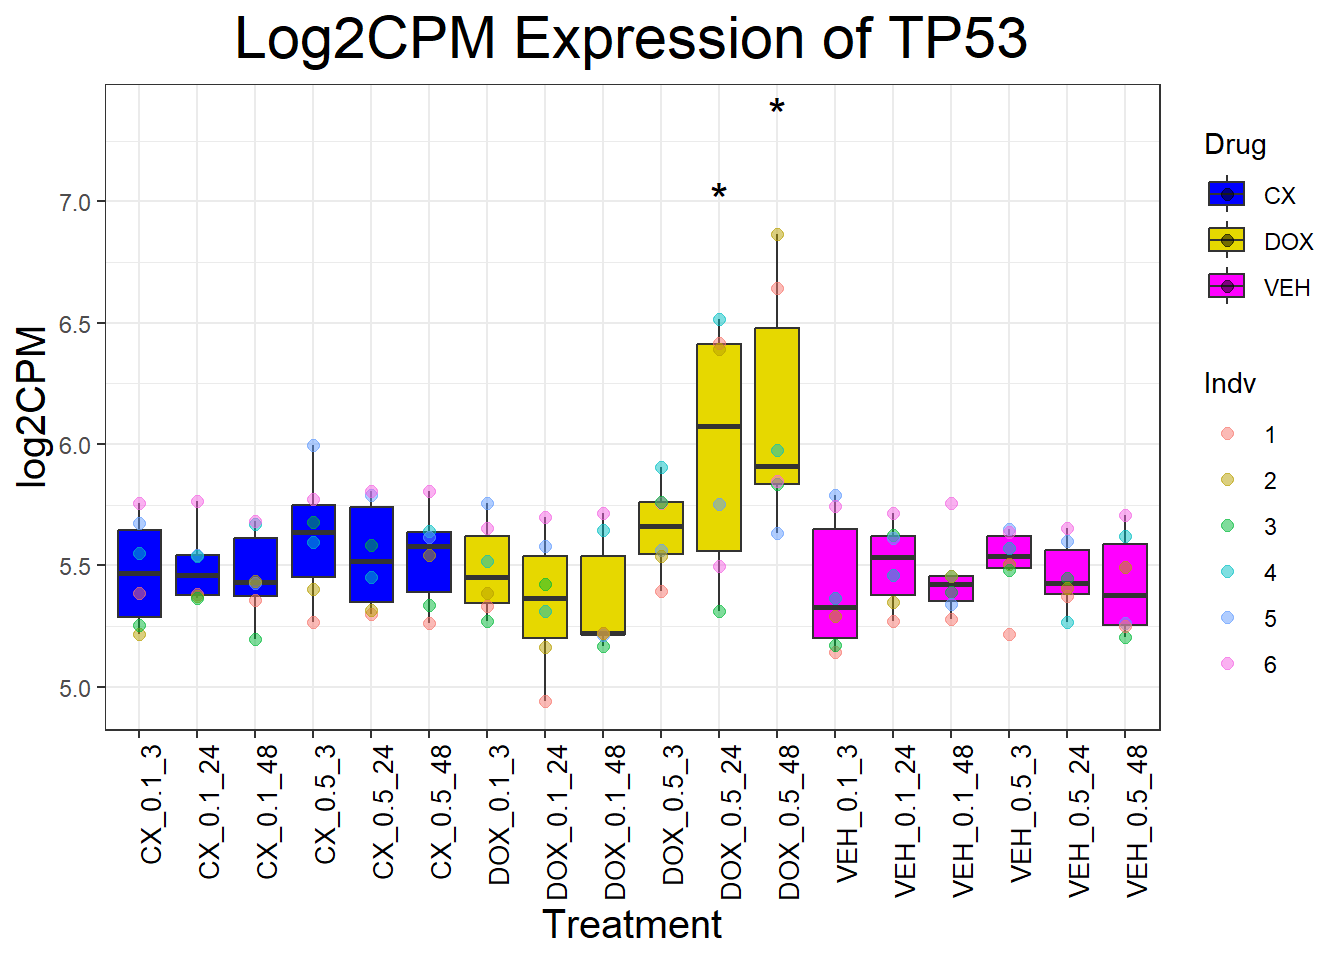 Log2CPM Expression of TP53
*
*
log2CPM
7.0
6.5
6.0
5.5
5.0
CX_0.1_3
CX_0.1_24
CX_0.1_48
CX_0.5_3
CX_0.5_24
CX_0.5_48
DOX_0.1_3
DOX_0.1_24
DOX_0.1_48
DOX_0.5_3
DOX_0.5_24
DOX_0.5_48
VEH_0.1_3
VEH_0.1_24
VEH_0.1_48
VEH_0.5_3
VEH_0.5_24
VEH_0.5_48
Treatment
Drug
CX
DOX
VEH
Indv
1
2
3
4
5
6